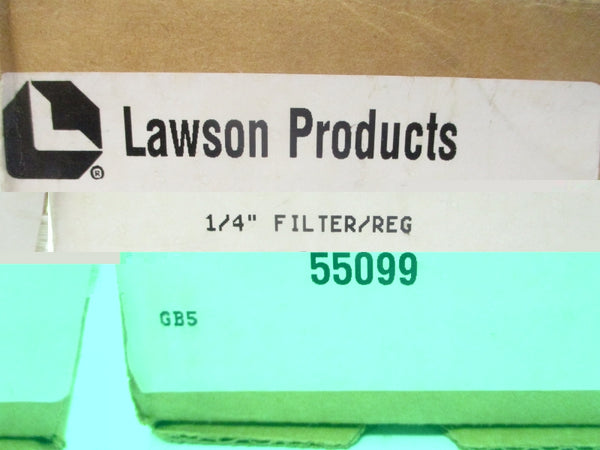 Lawson Products
®
1/4" FILTER/REG
55099
GB5